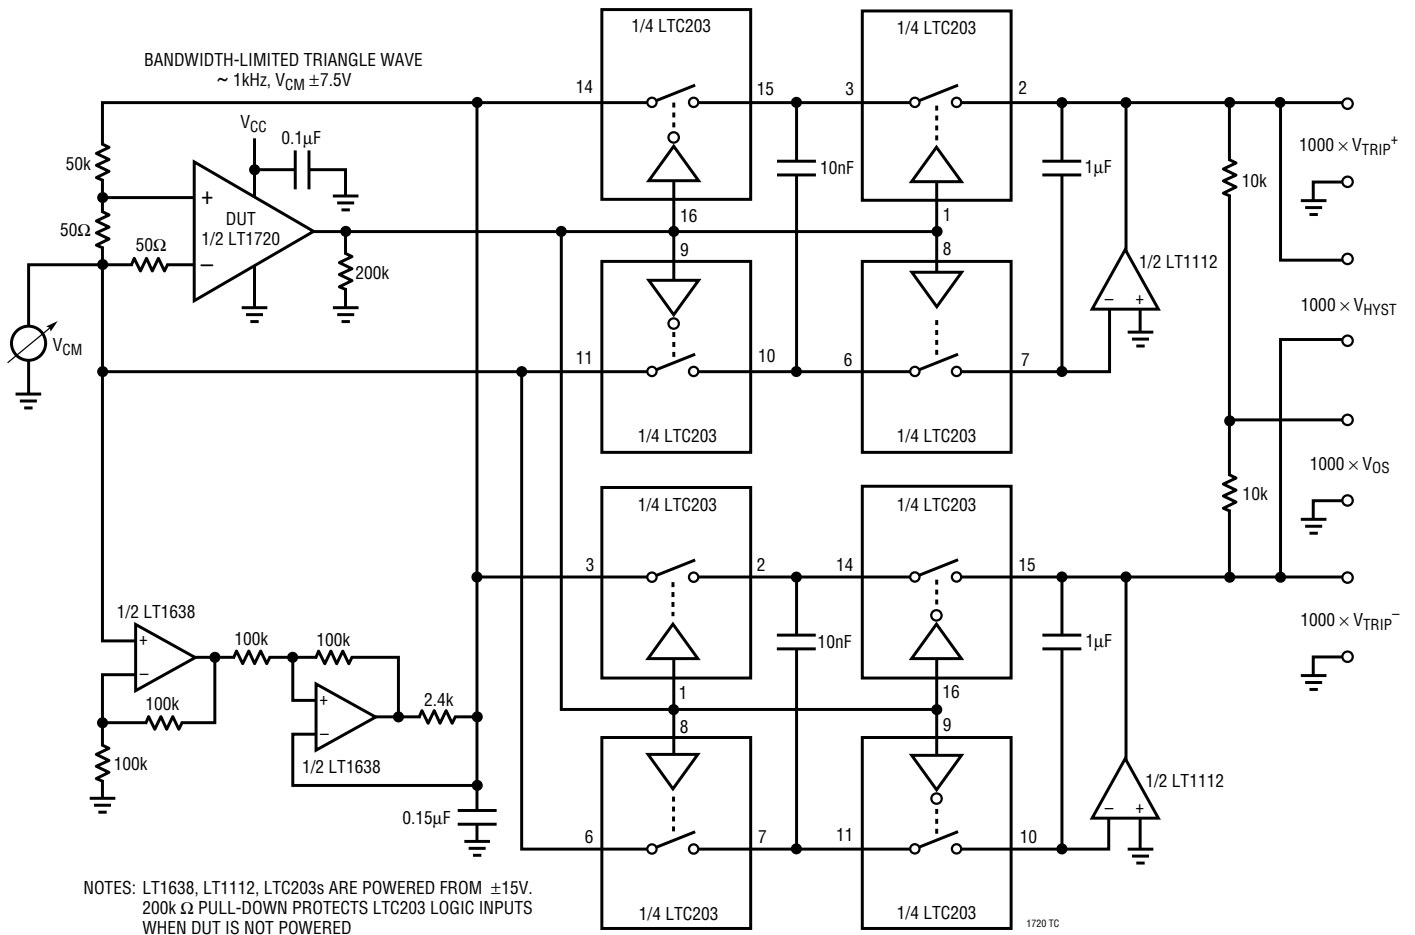 1/4 LTC203
1/4 LTC203
BANDWIDTH-LIMITED TRIANGLE WAVE
~ 1kHz, VCM ±7.5V
14
15
3
2
VCC
0.1µF
50k
10nF
1µF
10k
1000 × VTRIP+
+
DUT
1/2 LT1720
–
50Ω
50Ω
200k
16
1
9
8
1/2 LT1112
– +
1000 × VHYST
VCM
11
10
6
7
1/4 LTC203
1/4 LTC203
1000 × VOS
10k
1/4 LTC203
1/4 LTC203
3
2
14
15
1/2 LT1638
+
–
100k
100k
10nF
1µF
1000 × VTRIP–
100k
+
–
2.4k
1
16
8
9
100k
1/2 LT1638
1/2 LT1112
– +
0.15µF
6
7
11
10
NOTES: LT1638, LT1112, LTC203s ARE POWERED FROM ±15V.
200k Ω PULL-DOWN PROTECTS LTC203 LOGIC INPUTS
WHEN DUT IS NOT POWERED
1/4 LTC203
1/4 LTC203
1720 TC